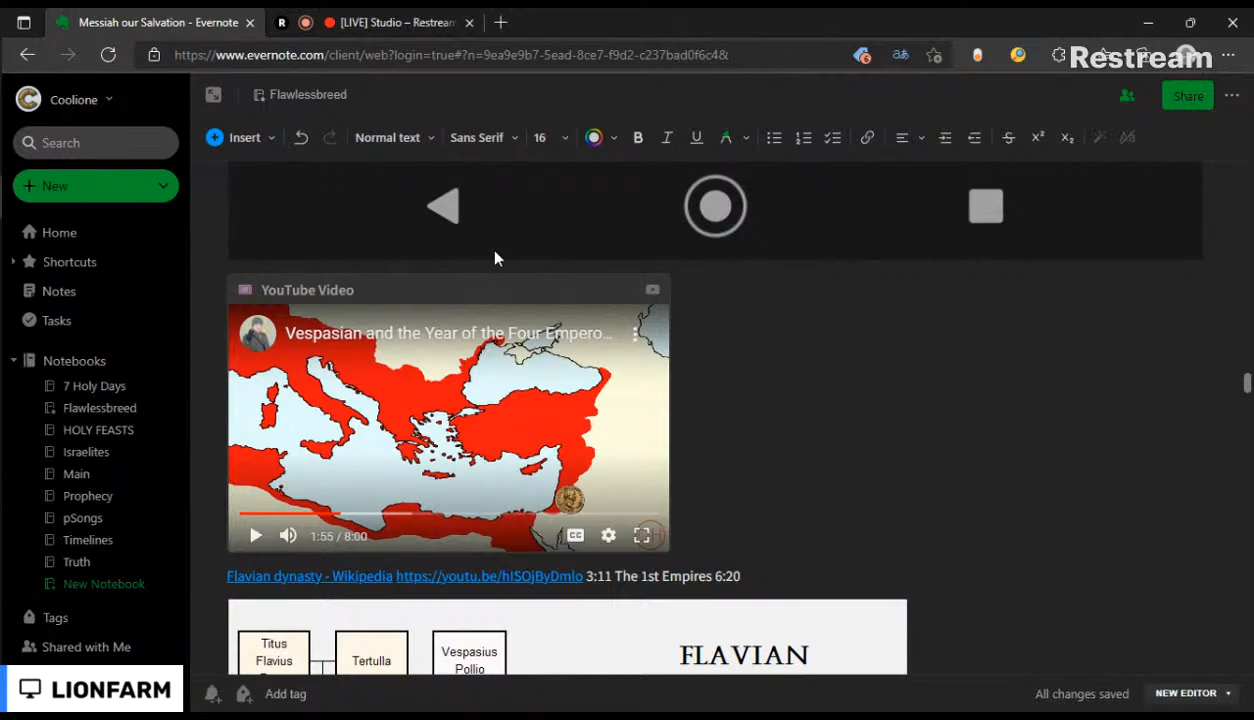 Messiah our Salvation - Evernote
R
[LIVE] Studio – Restream
https://www.evernote.com/client/web?login=true#?n=9ea9e9b7-5ead-8ce7-f9d2-c237bad0f6c4&
6
Restream
Coolione
Flawlessbreed
Share
Search
Insert
Normal text
Sans Serif
16
B
I
U
A
New
Home
Shortcuts
Notes
Tasks
Notebooks
7 Holy Days
Flawlessbreed
HOLY FEASTS
Israelites
Main
Prophecy
pSongs
Timelines
Truth
New Notebook
Tags
Shared with Me
YouTube Video
Vespasian and the Year of the Four Empero...
1:55 / 8:00
CC
Flavian dynasty - Wikipedia https://youtu.be/hISOjByDmlo 3:11 The 1st Empires 6:20
Titus
Flavius
Tertulla
Vespasius
Pollio
FLAVIAN
LIONFARM
Add tag
All changes saved
NEW EDITOR